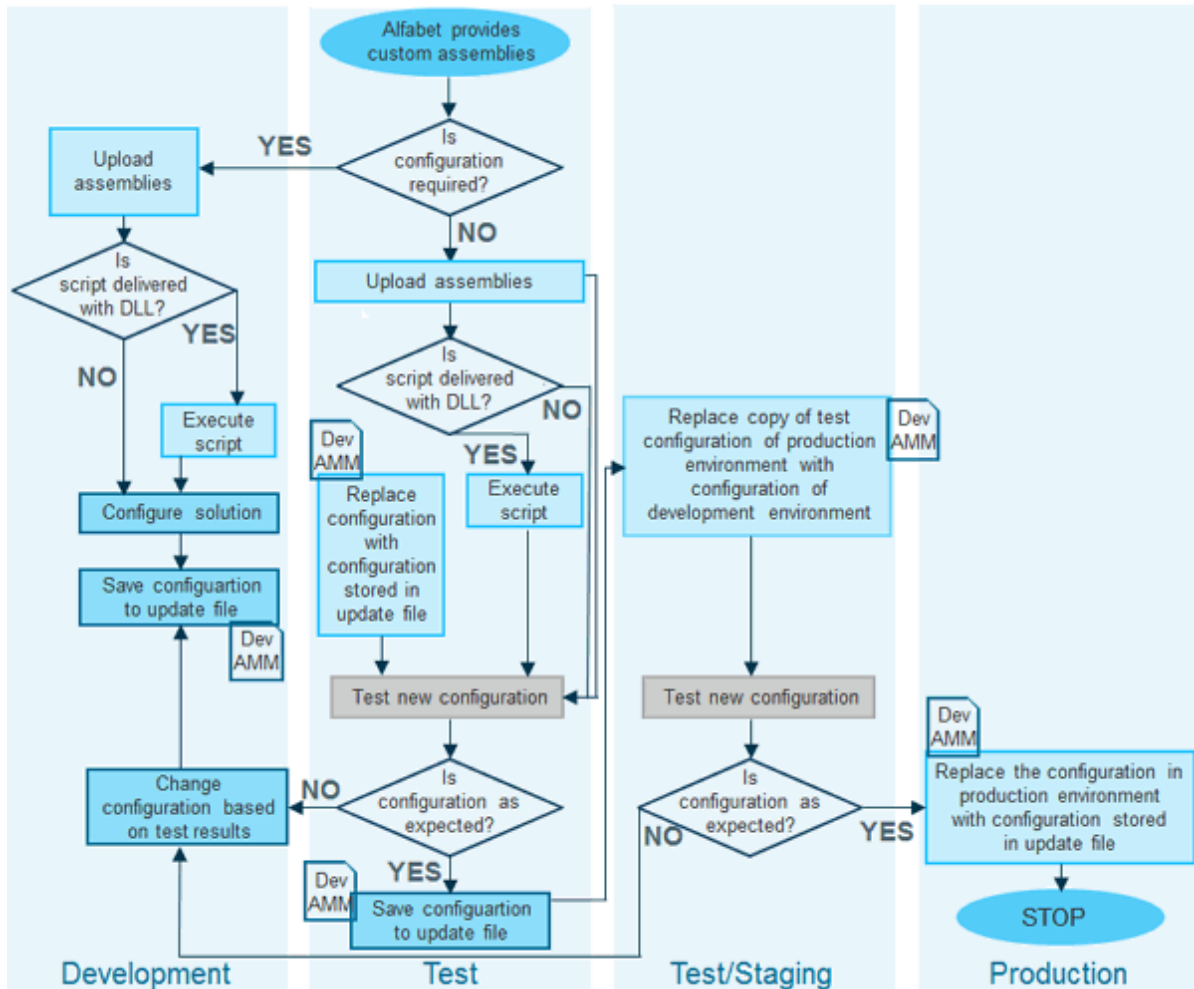 Alfabet provides
custom assemblies
Is
configuration
required?
YES
NO
Upload
assemblies
Is
script delivered
with DLL?
YES
NO
Execute
script
Configure solution
Save configuartion
to update file
Dev
AMM
Change
configuration based
on test results
Upload assemblies
Is
script delivered
with DLL?
NO
YES
Execute
script
Dev
AMM
Replace
configuration
with
configuration
stored in
update file
Test new configuration
Is
configuration as
expected?
NO
YES
Dev
AMM
Save configuartion
to update file
Replace copy of test
configuration of production
environment with
configuration of
development environment
Dev
AMM
Test new configuration
Is
configuration as
expected?
NO
YES
Dev
AMM
Replace the configuration in
production environment
with configuration stored
in update file
STOP
Development
Test
Test/Staging
Production